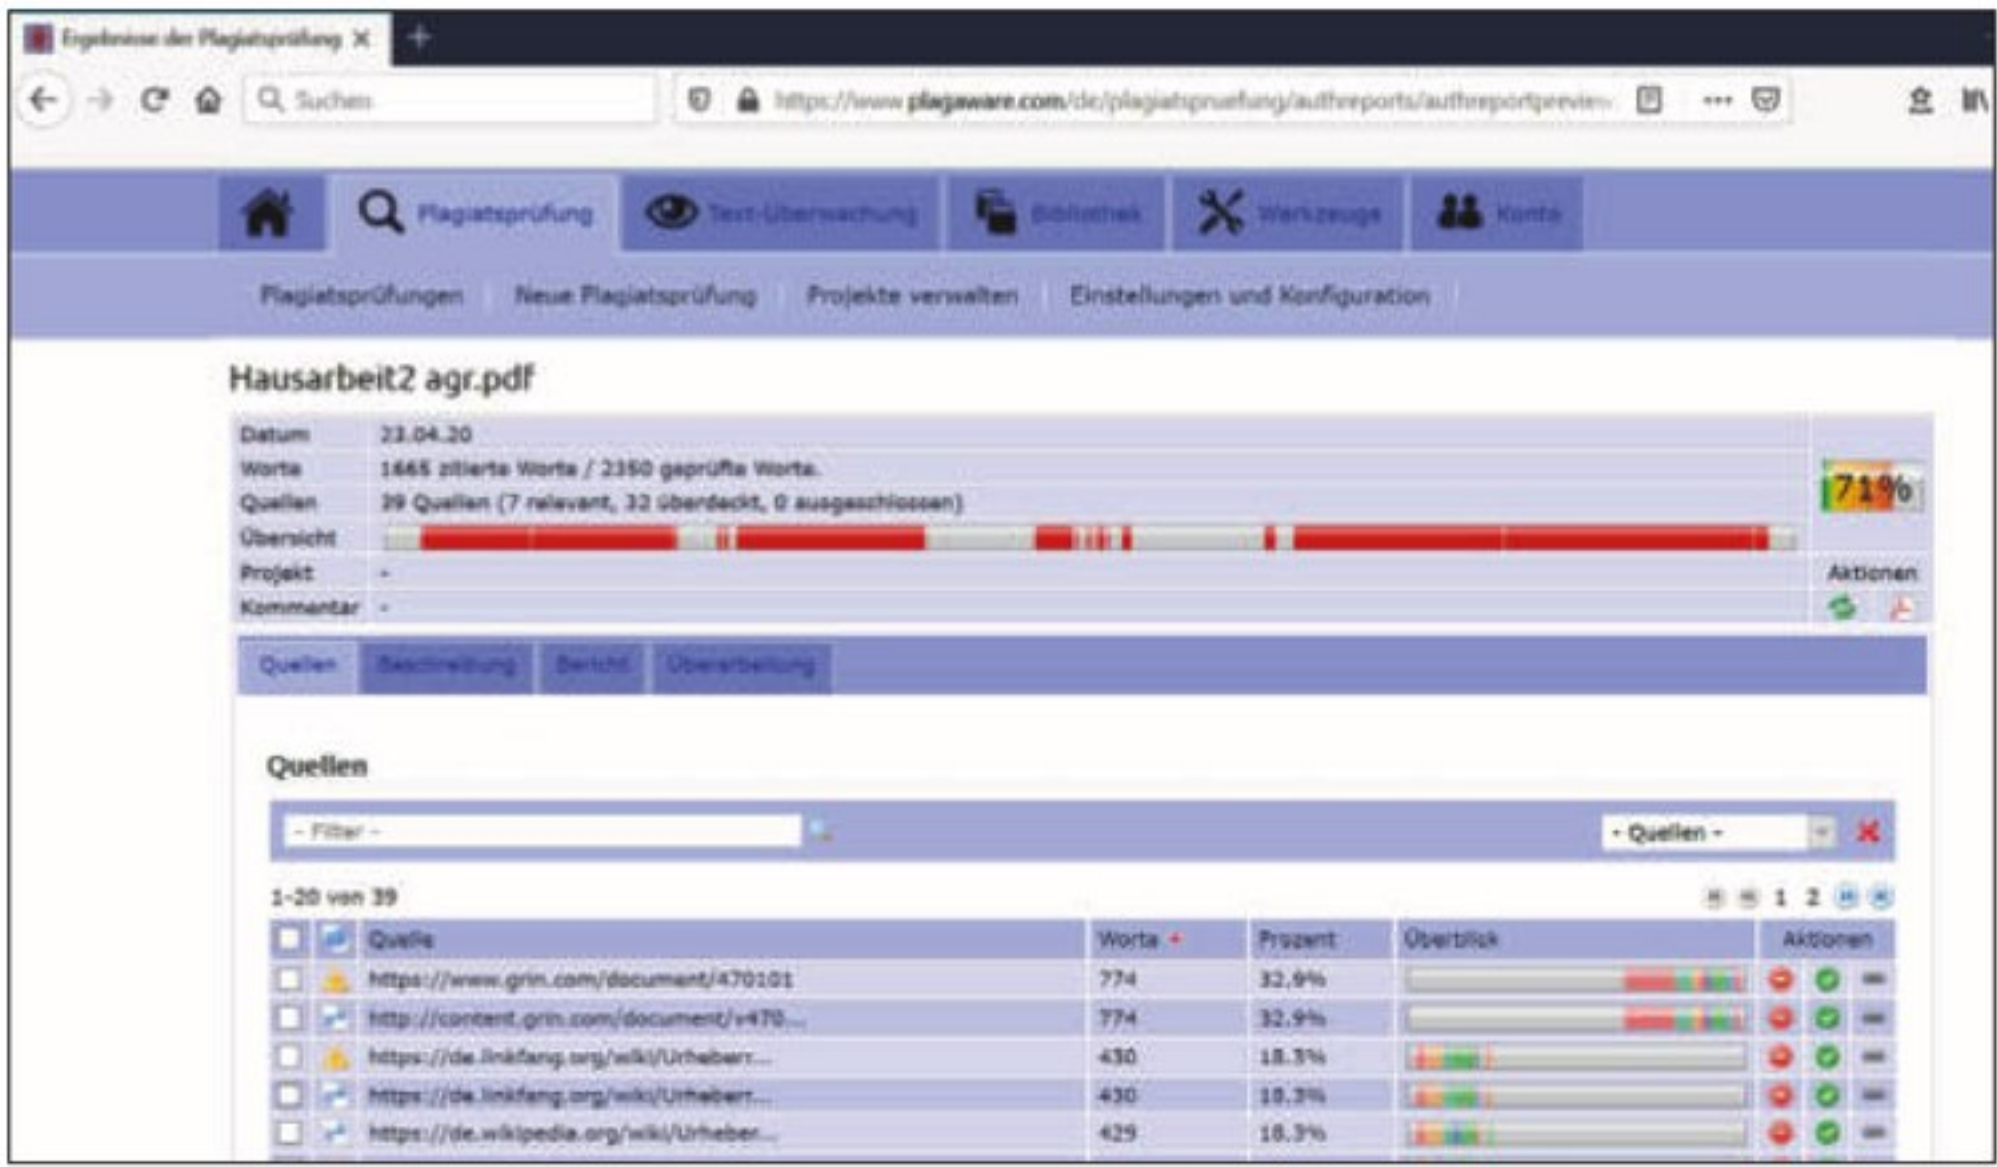 Ergebnisse der Plagiatsprüfung
Suchen
https://www.plagaware.com/de/plagiatspruefung/authreports/authreportpreview
Plagiatsprüfung Text-Überwachung Bibliothek Werkzeuge Konto
Plagiatsprüfungen Neue Plagiatsprüfung Projekte verwalten Einstellungen und Konfiguration
Hausarbeit2 agr.pdf
Datum 23.04.20
Worte 1665 zitierte Worte / 2350 geprüfte Worte.
71%
Quellen 39 Quellen (7 relevant, 32 überdeckt, 0 ausgeschlossen)
Übersicht
Projekt - Aktionen
Kommentar -
Quellen Beschreibung Bericht Überarbeitung
Quellen
- Filter - - Quellen -
1-20 von 39 1 2
Quelle Worte Prozent Überblick Aktionen
https://www.grin.com/document/470101 774 32,9%
http://content.grin.com/document/v470... 774 32.9%
https://de.linkfang.org/wiki/Urheberr... 430 18.3%
https://de.linkfang.org/wiki/Urheberr... 430 18.3%
https://de.wikipedia.org/wiki/Urheber... 429 18.3%